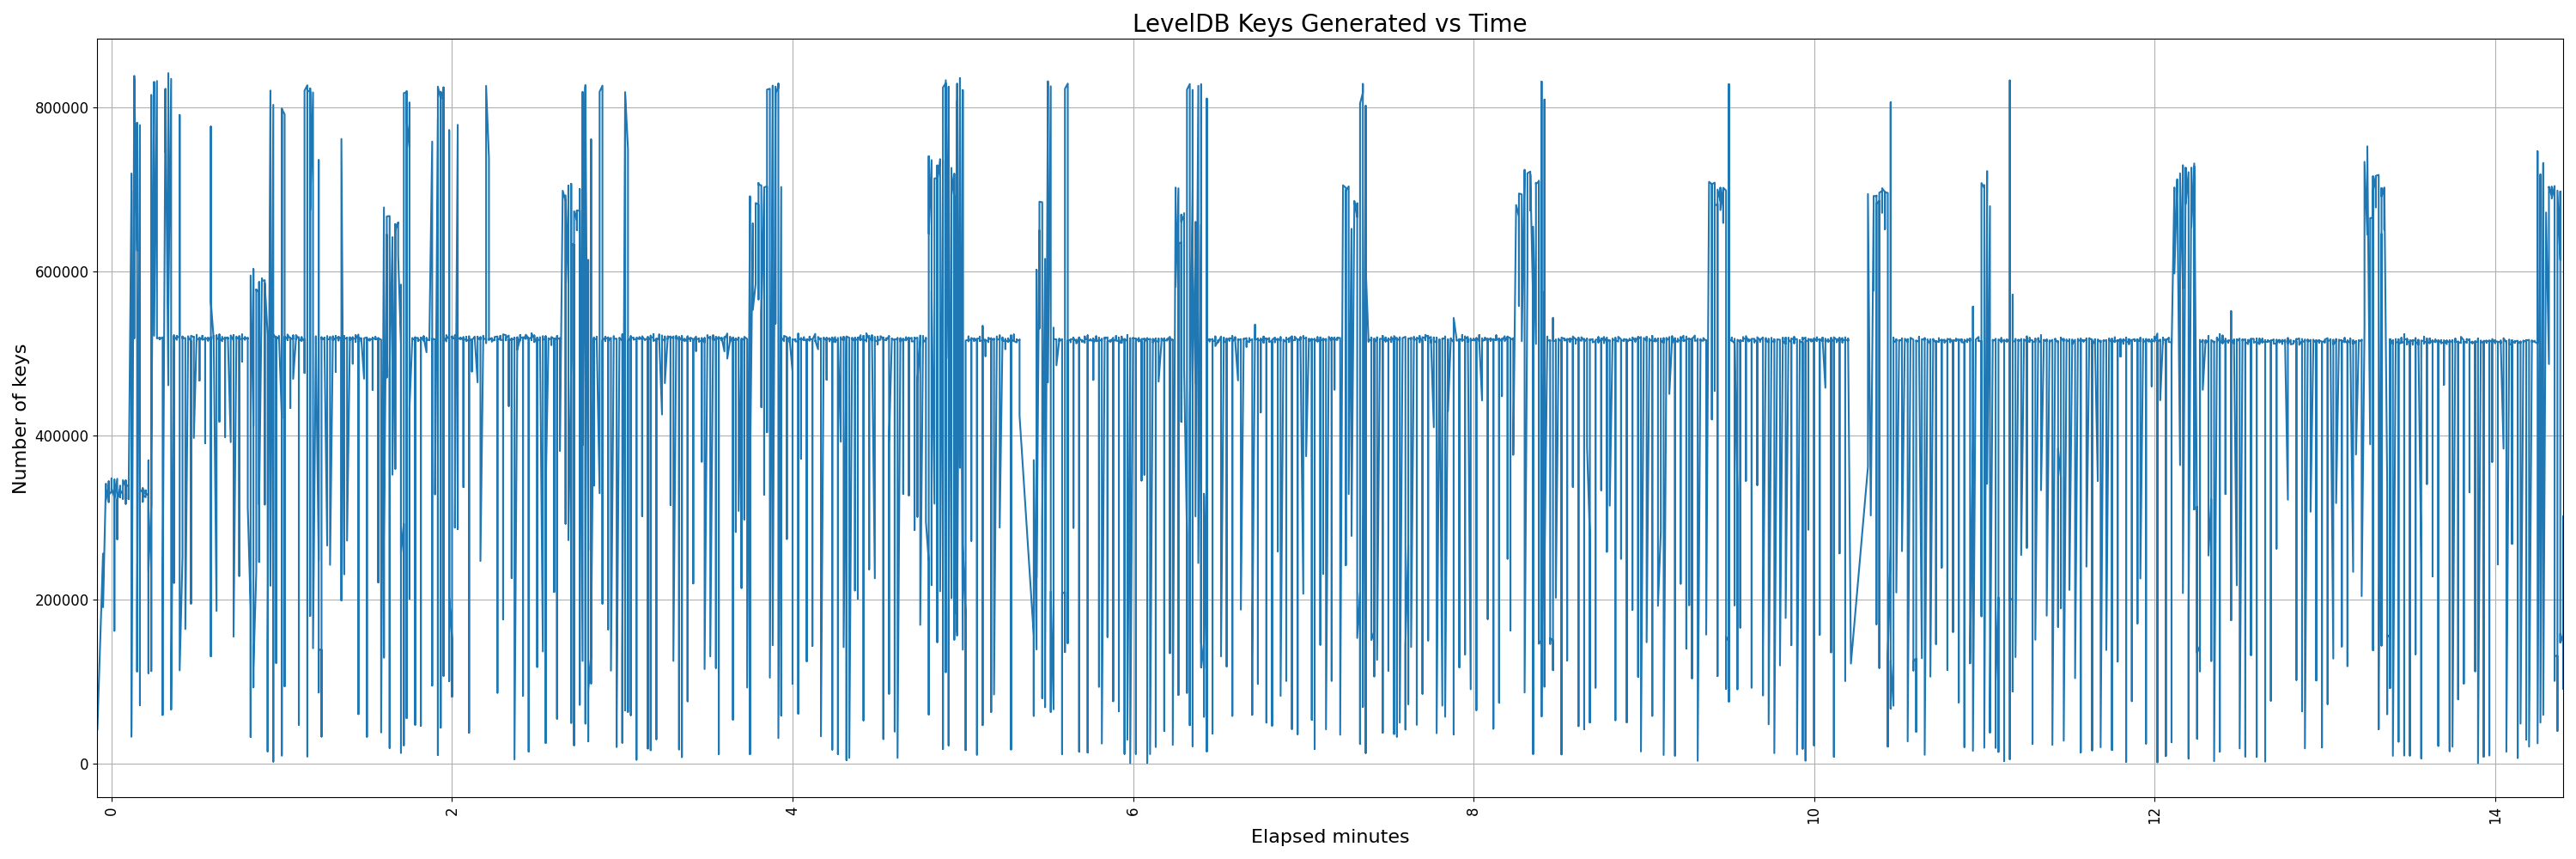 LevelDB Keys Generated vs Time
Number of keys
800000
600000
400000
200000
0
0 2 4 6 8 10 12 14
Elapsed minutes